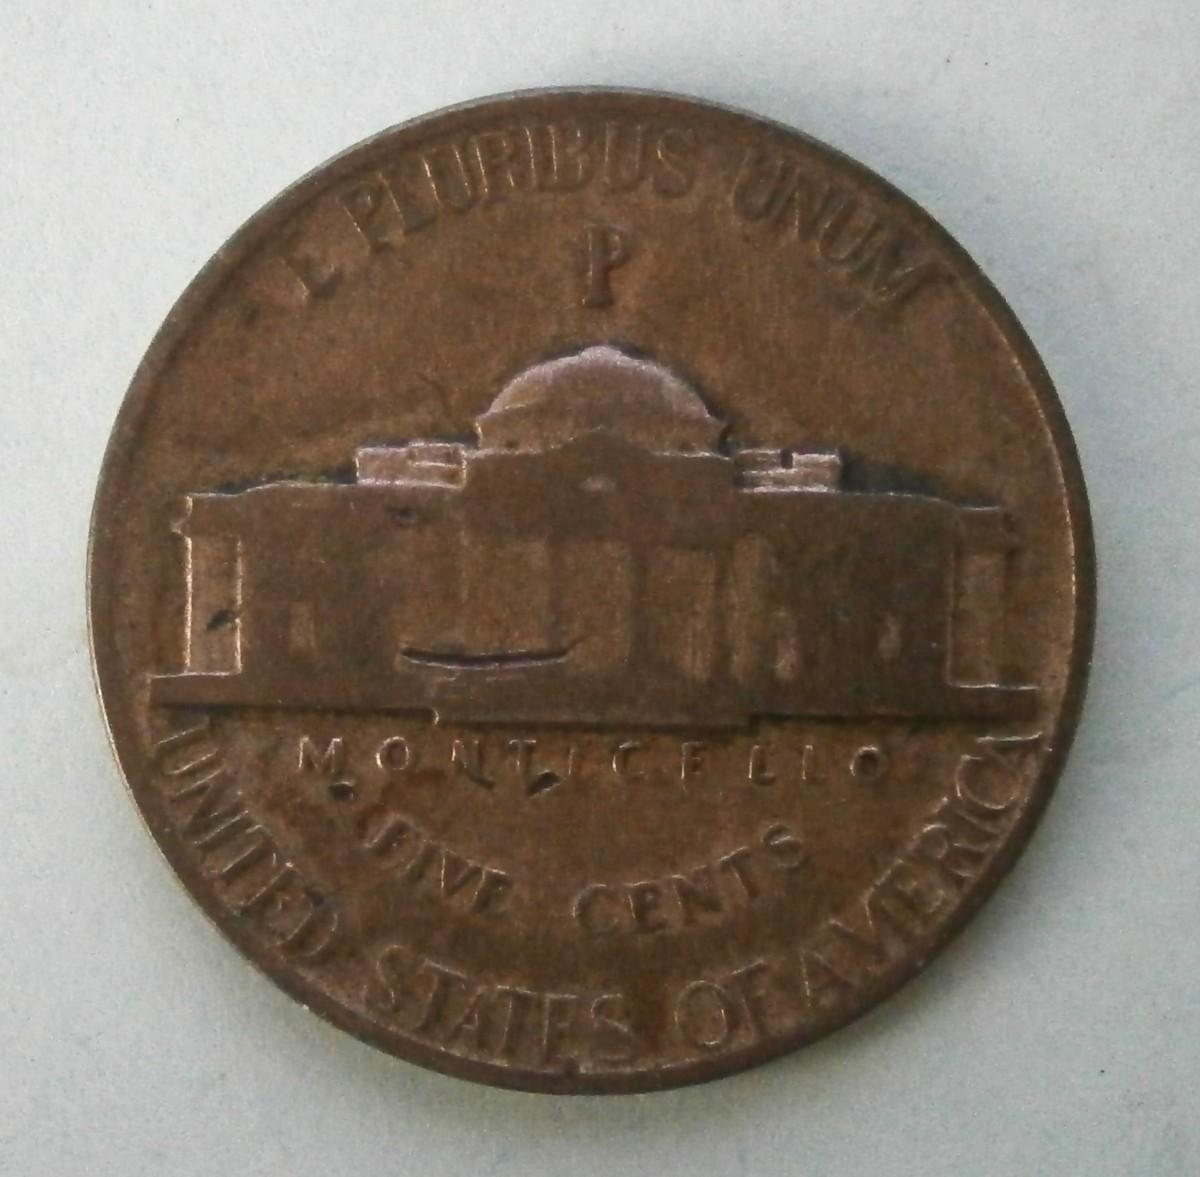 E PLURIBUS UNUM
P
MONTICELLO
FIVE CENTS
UNITED STATES OF AMERICA